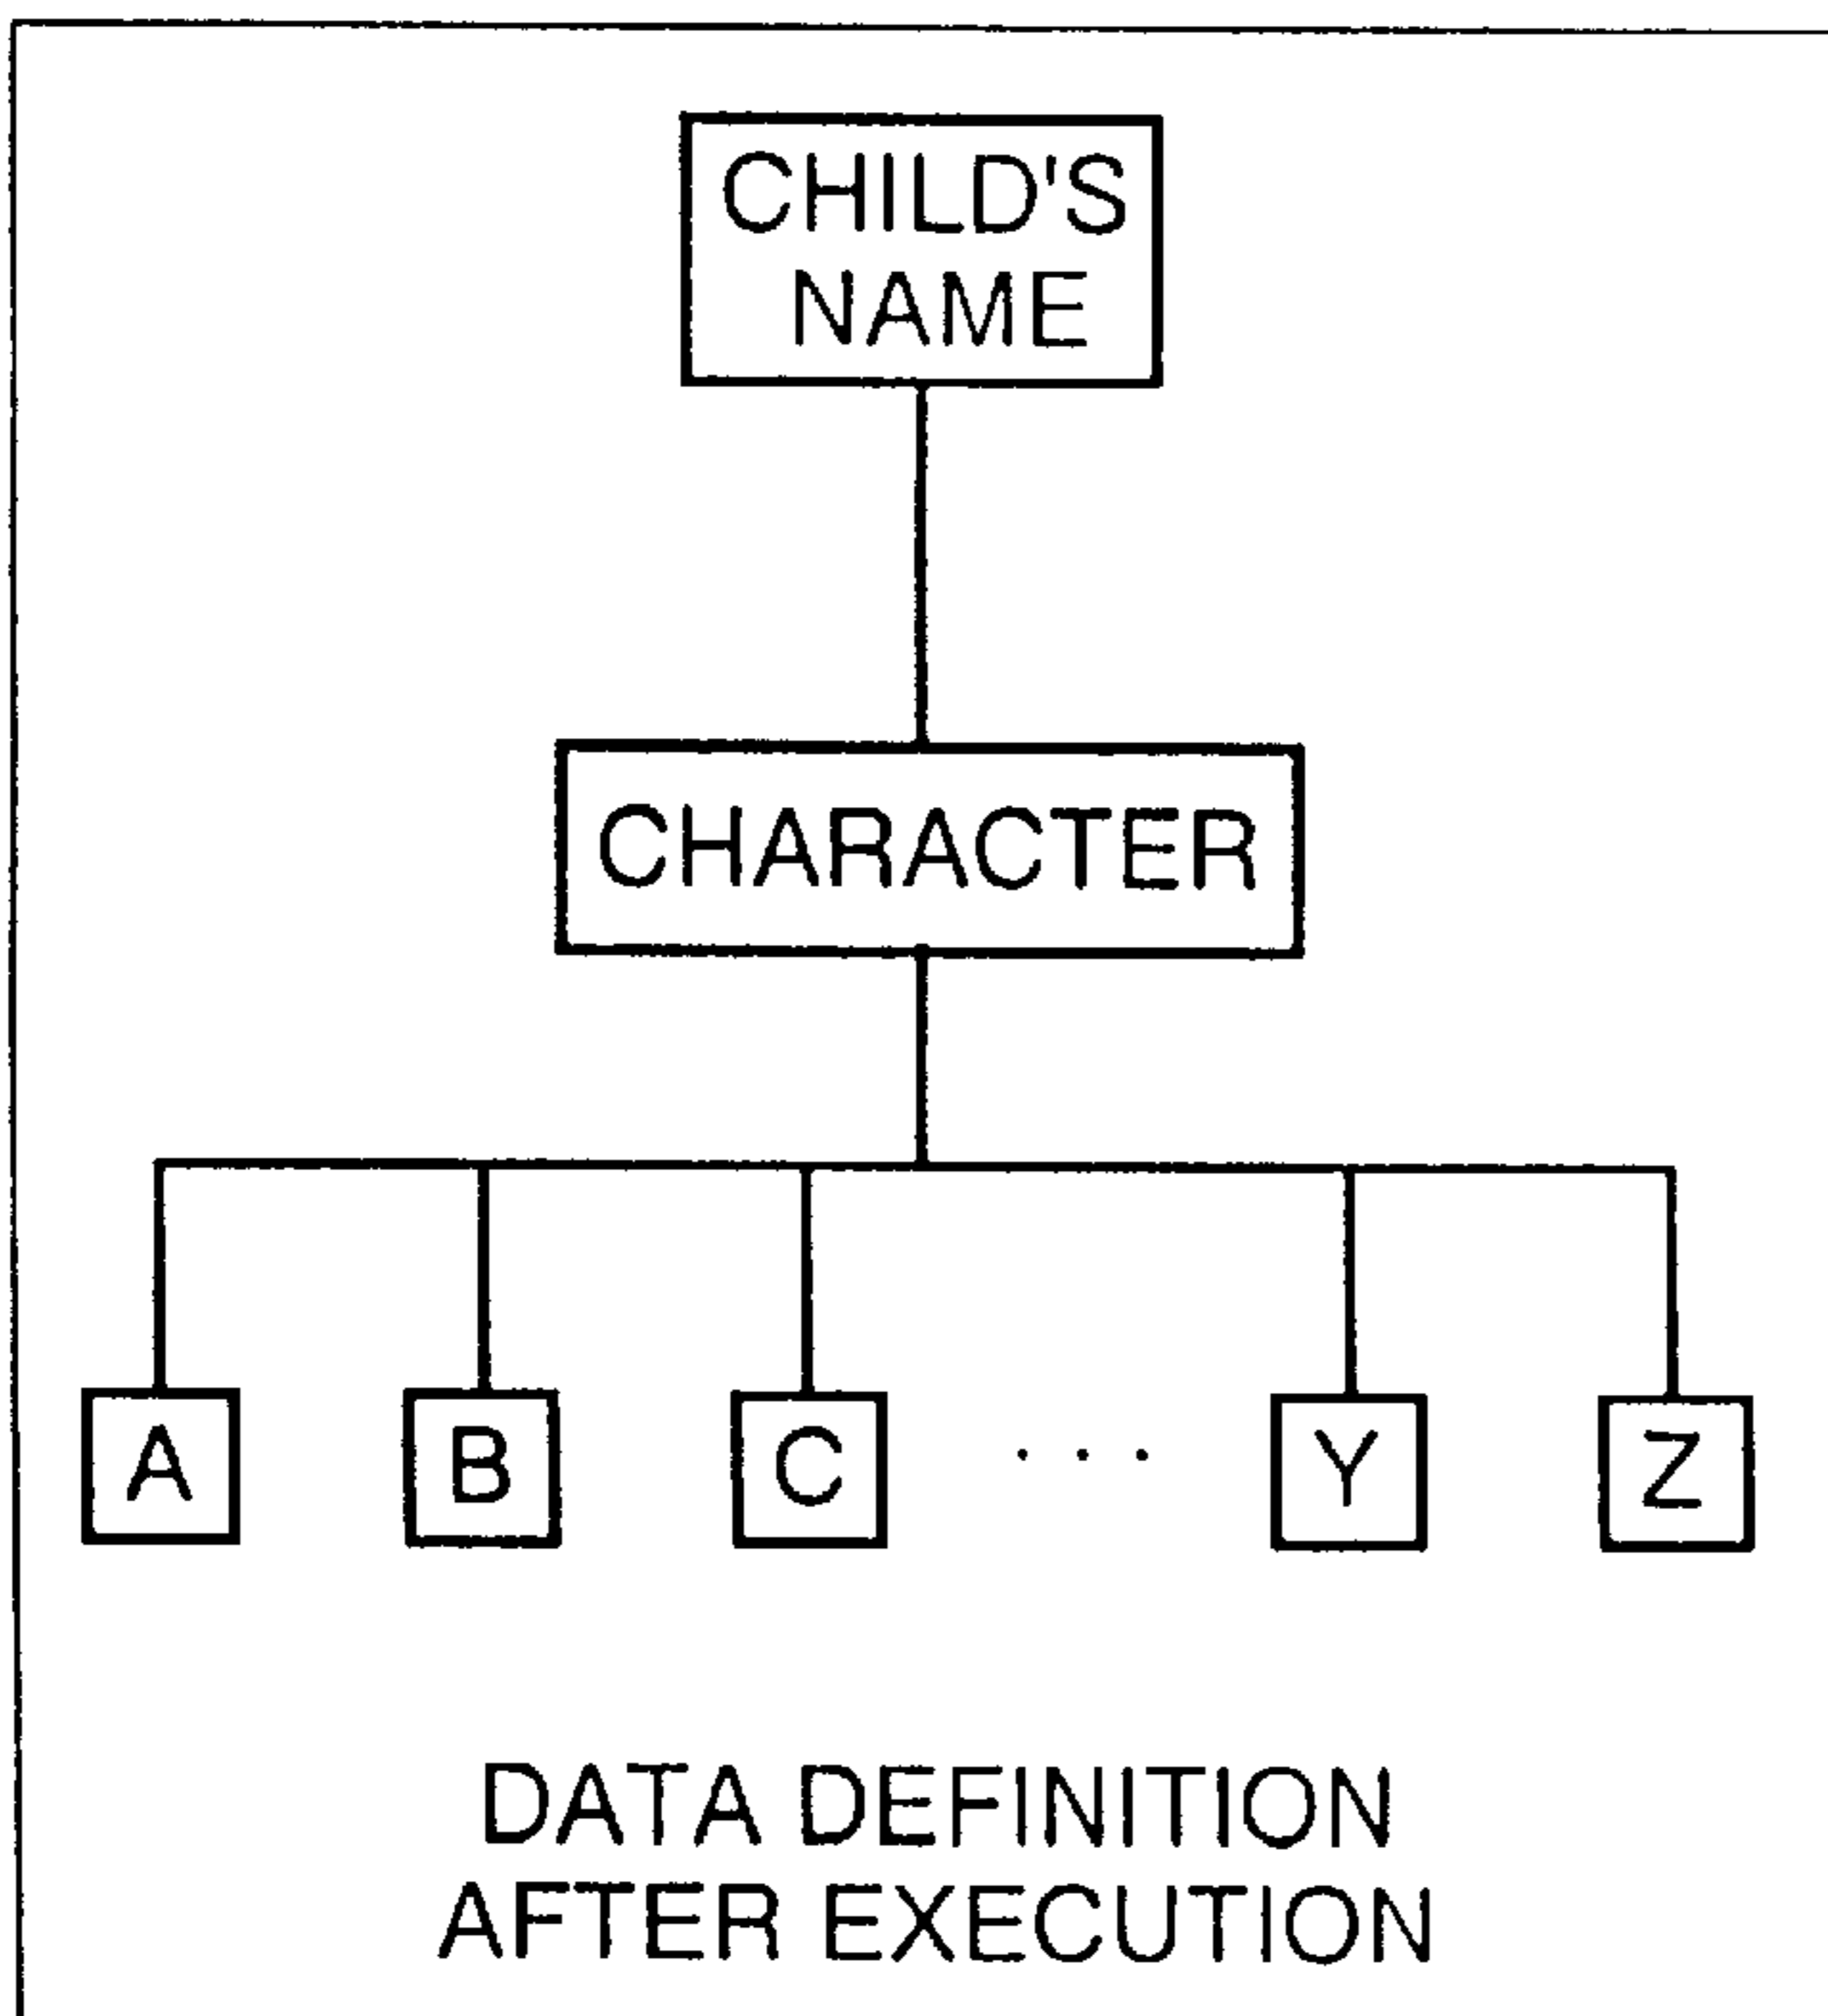 CHILD'S
NAME
CHARACTER
A B C . . . Y Z
DATA DEFINITION
AFTER EXECUTION